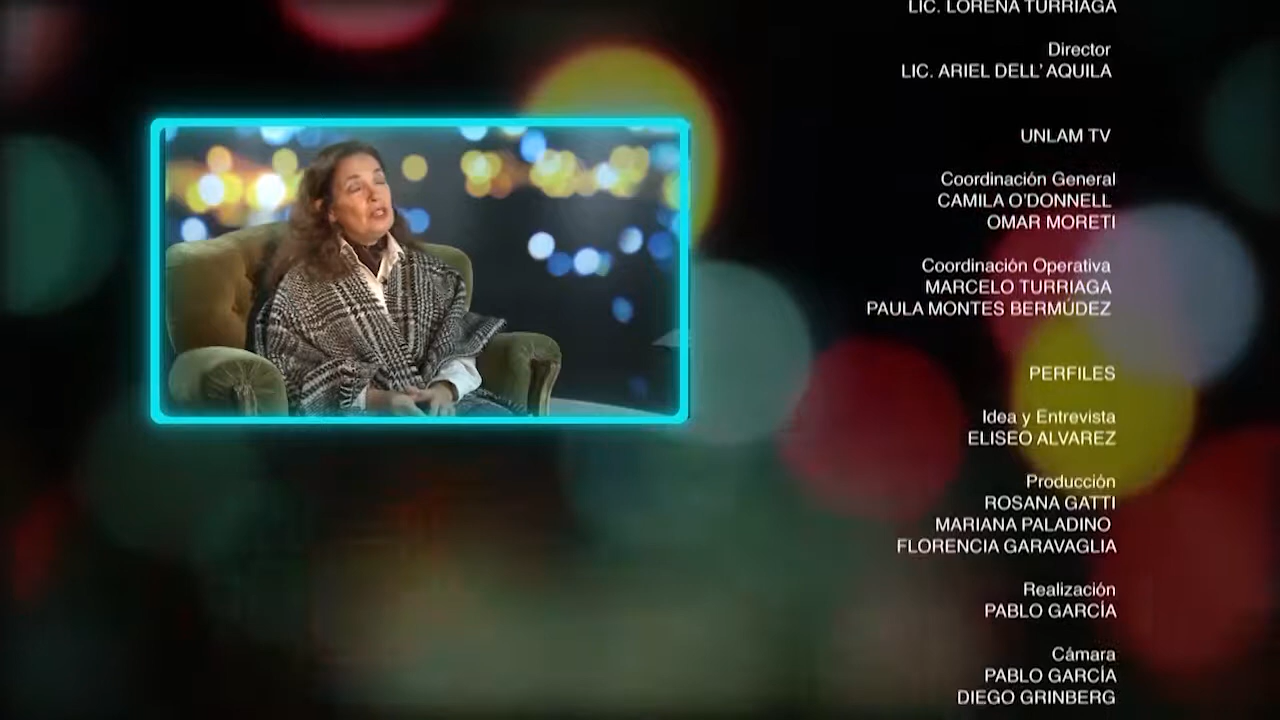 LIC. LORENA TURRIAGA
Director
LIC. ARIEL DELL' AQUILA
UNLAM TV
Coordinación General
CAMILA O'DONNELL
OMAR MORETI
Coordinación Operativa
MARCELO TURRIAGA
PAULA MONTES BERMÚDEZ
PERFILES
Idea y Entrevista
ELISEO ALVAREZ
Producción
ROSANA GATTI
MARIANA PALADINO
FLORENCIA GARAVAGLIA
Realización
PABLO GARCÍA
Cámara
PABLO GARCÍA
DIEGO GRINBERG